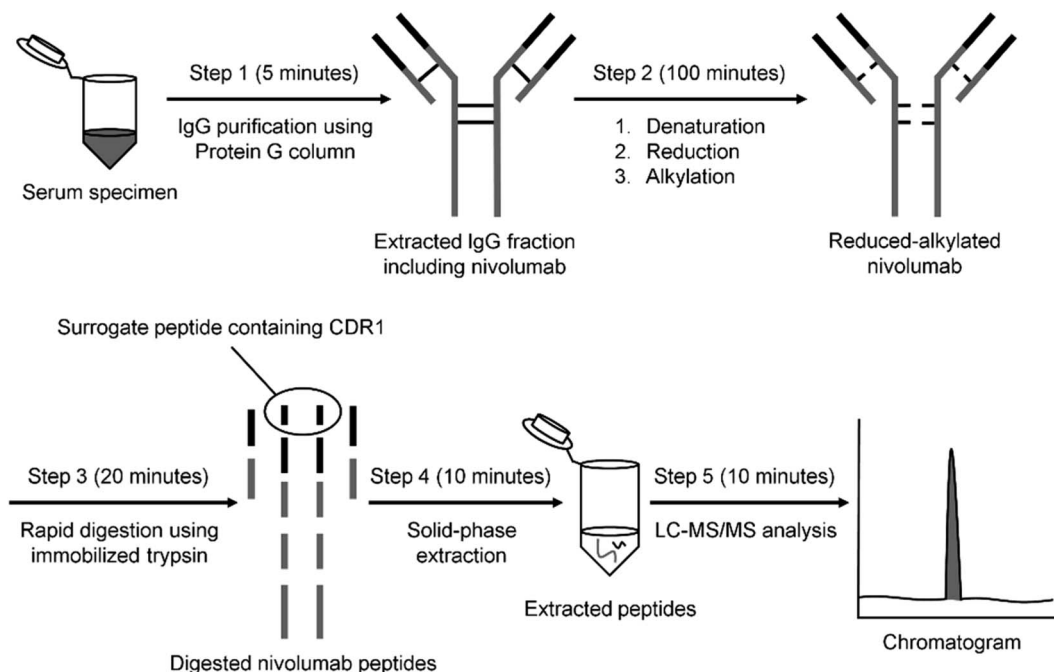 Step 1 (5 minutes)
IgG purification using
Protein G column
Serum specimen
Extracted IgG fraction
including nivolumab
Step 2 (100 minutes)
1. Denaturation
2. Reduction
3. Alkylation
Reduced-alkylated
nivolumab
Surrogate peptide containing CDR1
Step 3 (20 minutes)
Rapid digestion using
immobilized trypsin
Digested nivolumab peptides
Step 4 (10 minutes)
Solid-phase
extraction
Extracted peptides
Step 5 (10 minutes)
LC-MS/MS analysis
Chromatogram